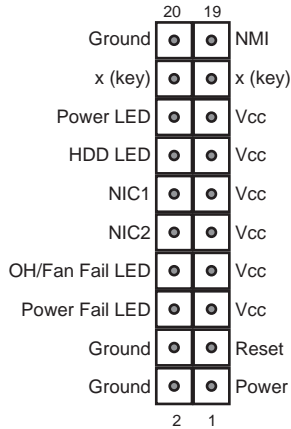 20 19
Ground NMI
x (key) x (key)
Power LED Vcc
HDD LED Vcc
NIC1 Vcc
NIC2 Vcc
OH/Fan Fail LED Vcc
Power Fail LED Vcc
Ground Reset
Ground Power
2 1